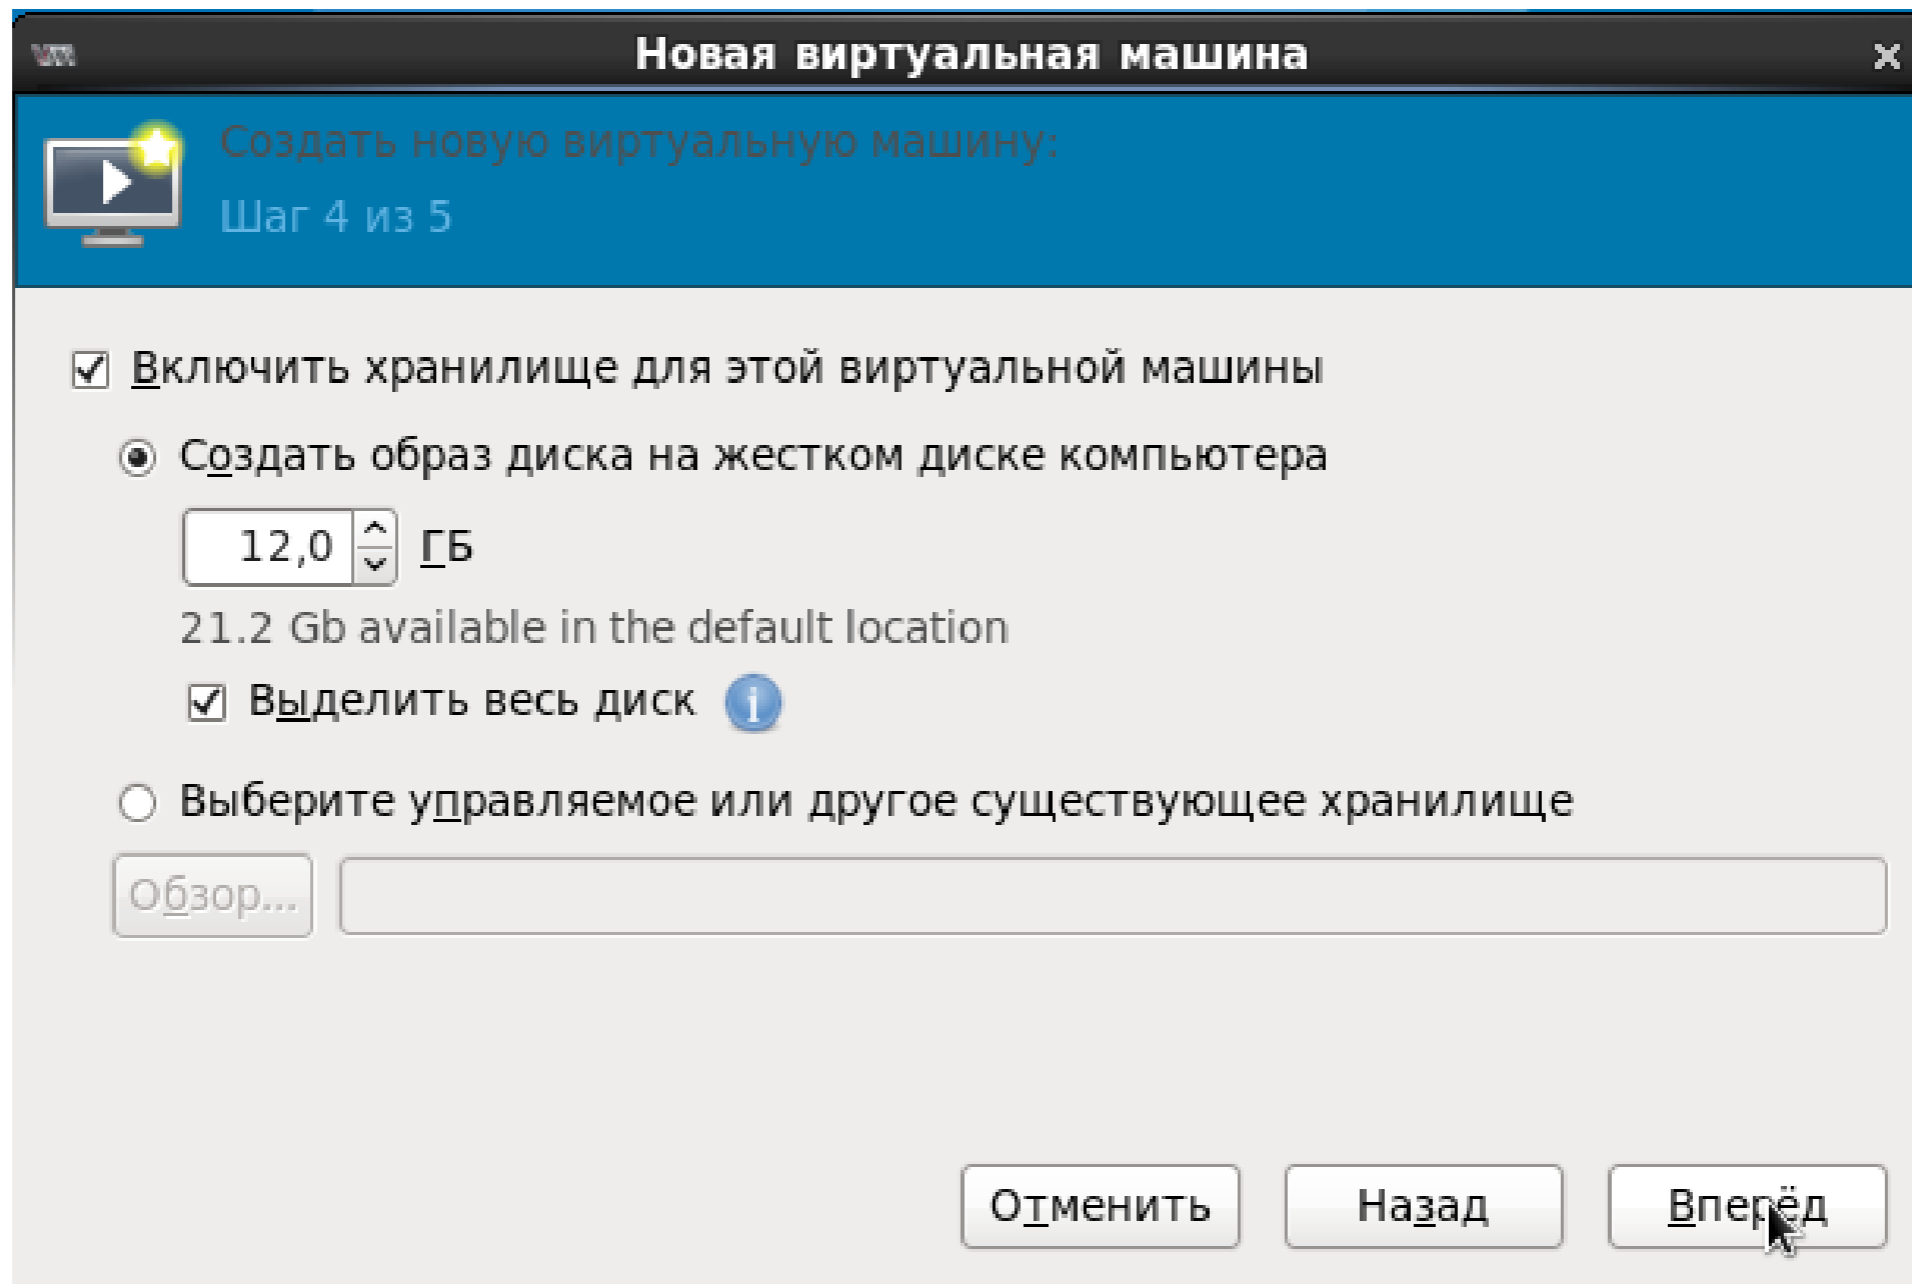 Новая виртуальная машина
Создать новую виртуальную машину:
Шаг 4 из 5
Включить хранилище для этой виртуальной машины
Создать образ диска на жестком диске компьютера
12,0 ГБ
21.2 Gb available in the default location
Выделить весь диск
Выберите управляемое или другое существующее хранилище
Обзор...
Отменить Назад Вперёд